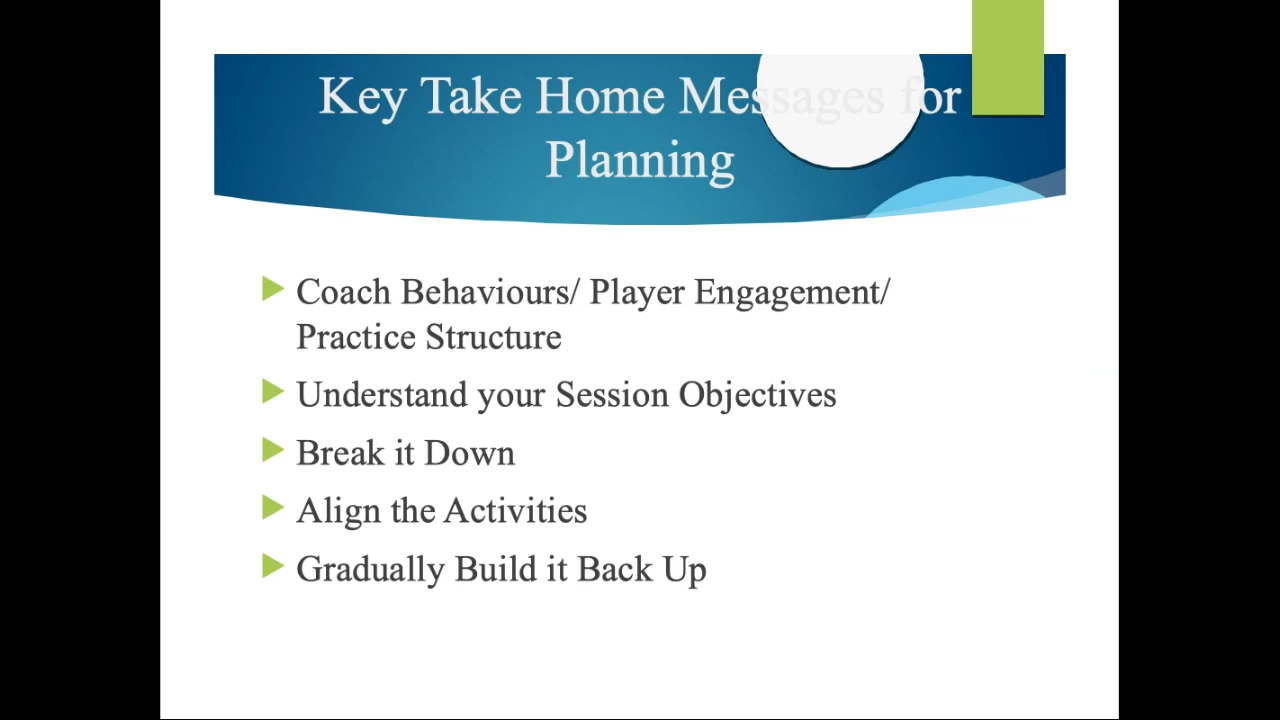 Key Take Home Messages for
Planning
Coach Behaviours/ Player Engagement/
Practice Structure
Understand your Session Objectives
Break it Down
Align the Activities
Gradually Build it Back Up